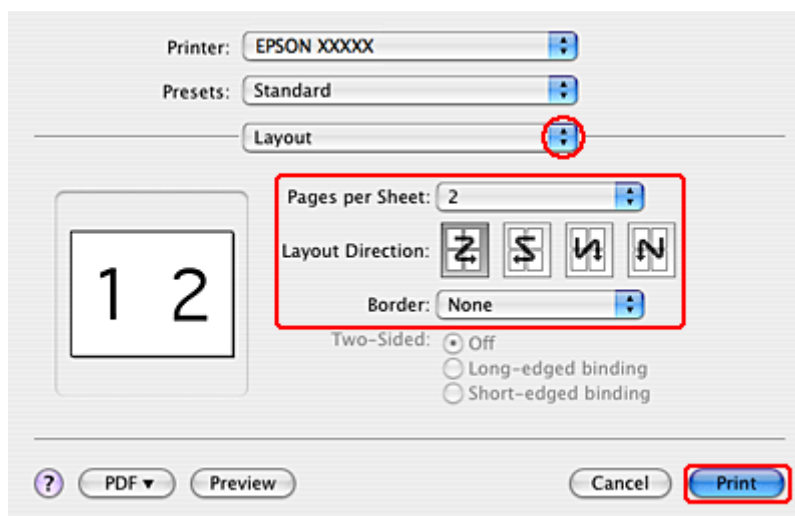 Printer: EPSON XXXXX
Presets: Standard
Layout
Pages per Sheet: 2
Layout Direction:
Border: None
1 2
Two-Sided: Off
Long-edged binding
Short-edged binding
? PDF▼ Preview Cancel Print